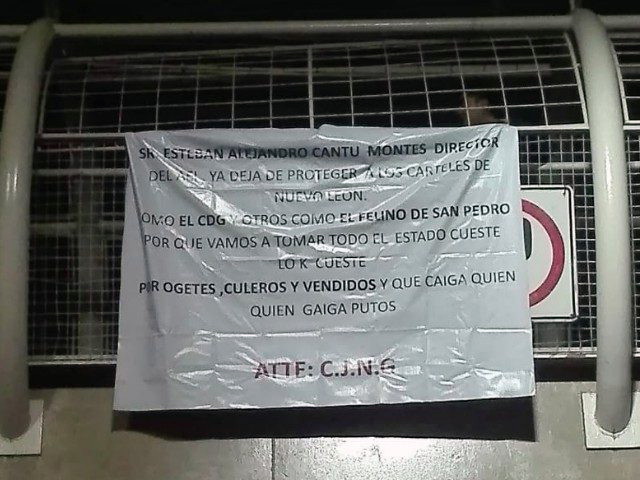 SR. ESTEBAN ALEJANDRO CANTU MONTES DIRECTOR
DEL AEI, YA DEJA DE PROTEGER A LOS CARTELES DE
NUEVO LEON.
OMO EL CDG Y OTROS COMO EL FELINO DE SAN PEDRO
POR QUE VAMOS A TOMAR TODO EL ESTADO CUESTE
LO K CUESTE
POR OGETES ,CULEROS Y VENDIDOS Y QUE CAIGA QUIEN
QUIEN GAIGA PUTOS
ATTE: C.J.N.G